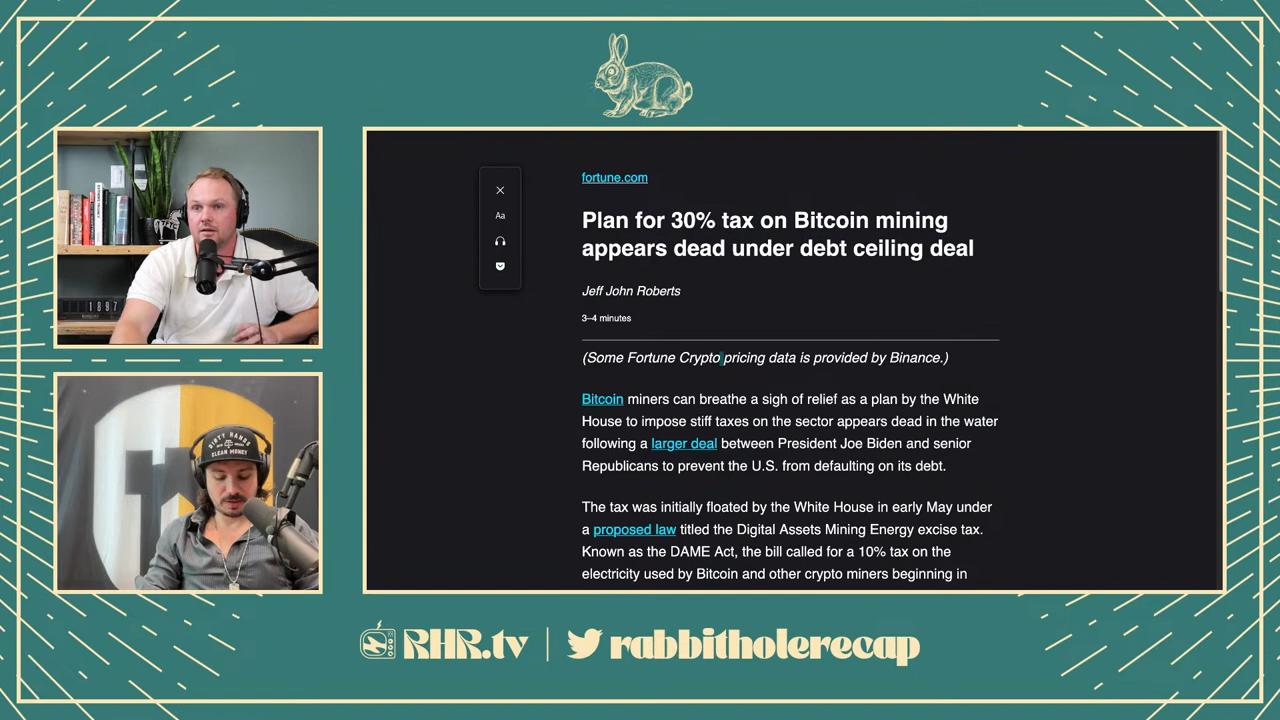 1897
DIRTY HANDS
CLEAN MONEY
fortune.com
Plan for 30% tax on Bitcoin mining
appears dead under debt ceiling deal
Aa
Jeff John Roberts
3–4 minutes
(Some Fortune Crypto pricing data is provided by Binance.)
Bitcoin miners can breathe a sigh of relief as a plan by the White
House to impose stiff taxes on the sector appears dead in the water
following a larger deal between President Joe Biden and senior
Republicans to prevent the U.S. from defaulting on its debt.
The tax was initially floated by the White House in early May under
a proposed law titled the Digital Assets Mining Energy excise tax.
Known as the DAME Act, the bill called for a 10% tax on the
electricity used by Bitcoin and other crypto miners beginning in
RHR.tv | rabbitholerecap